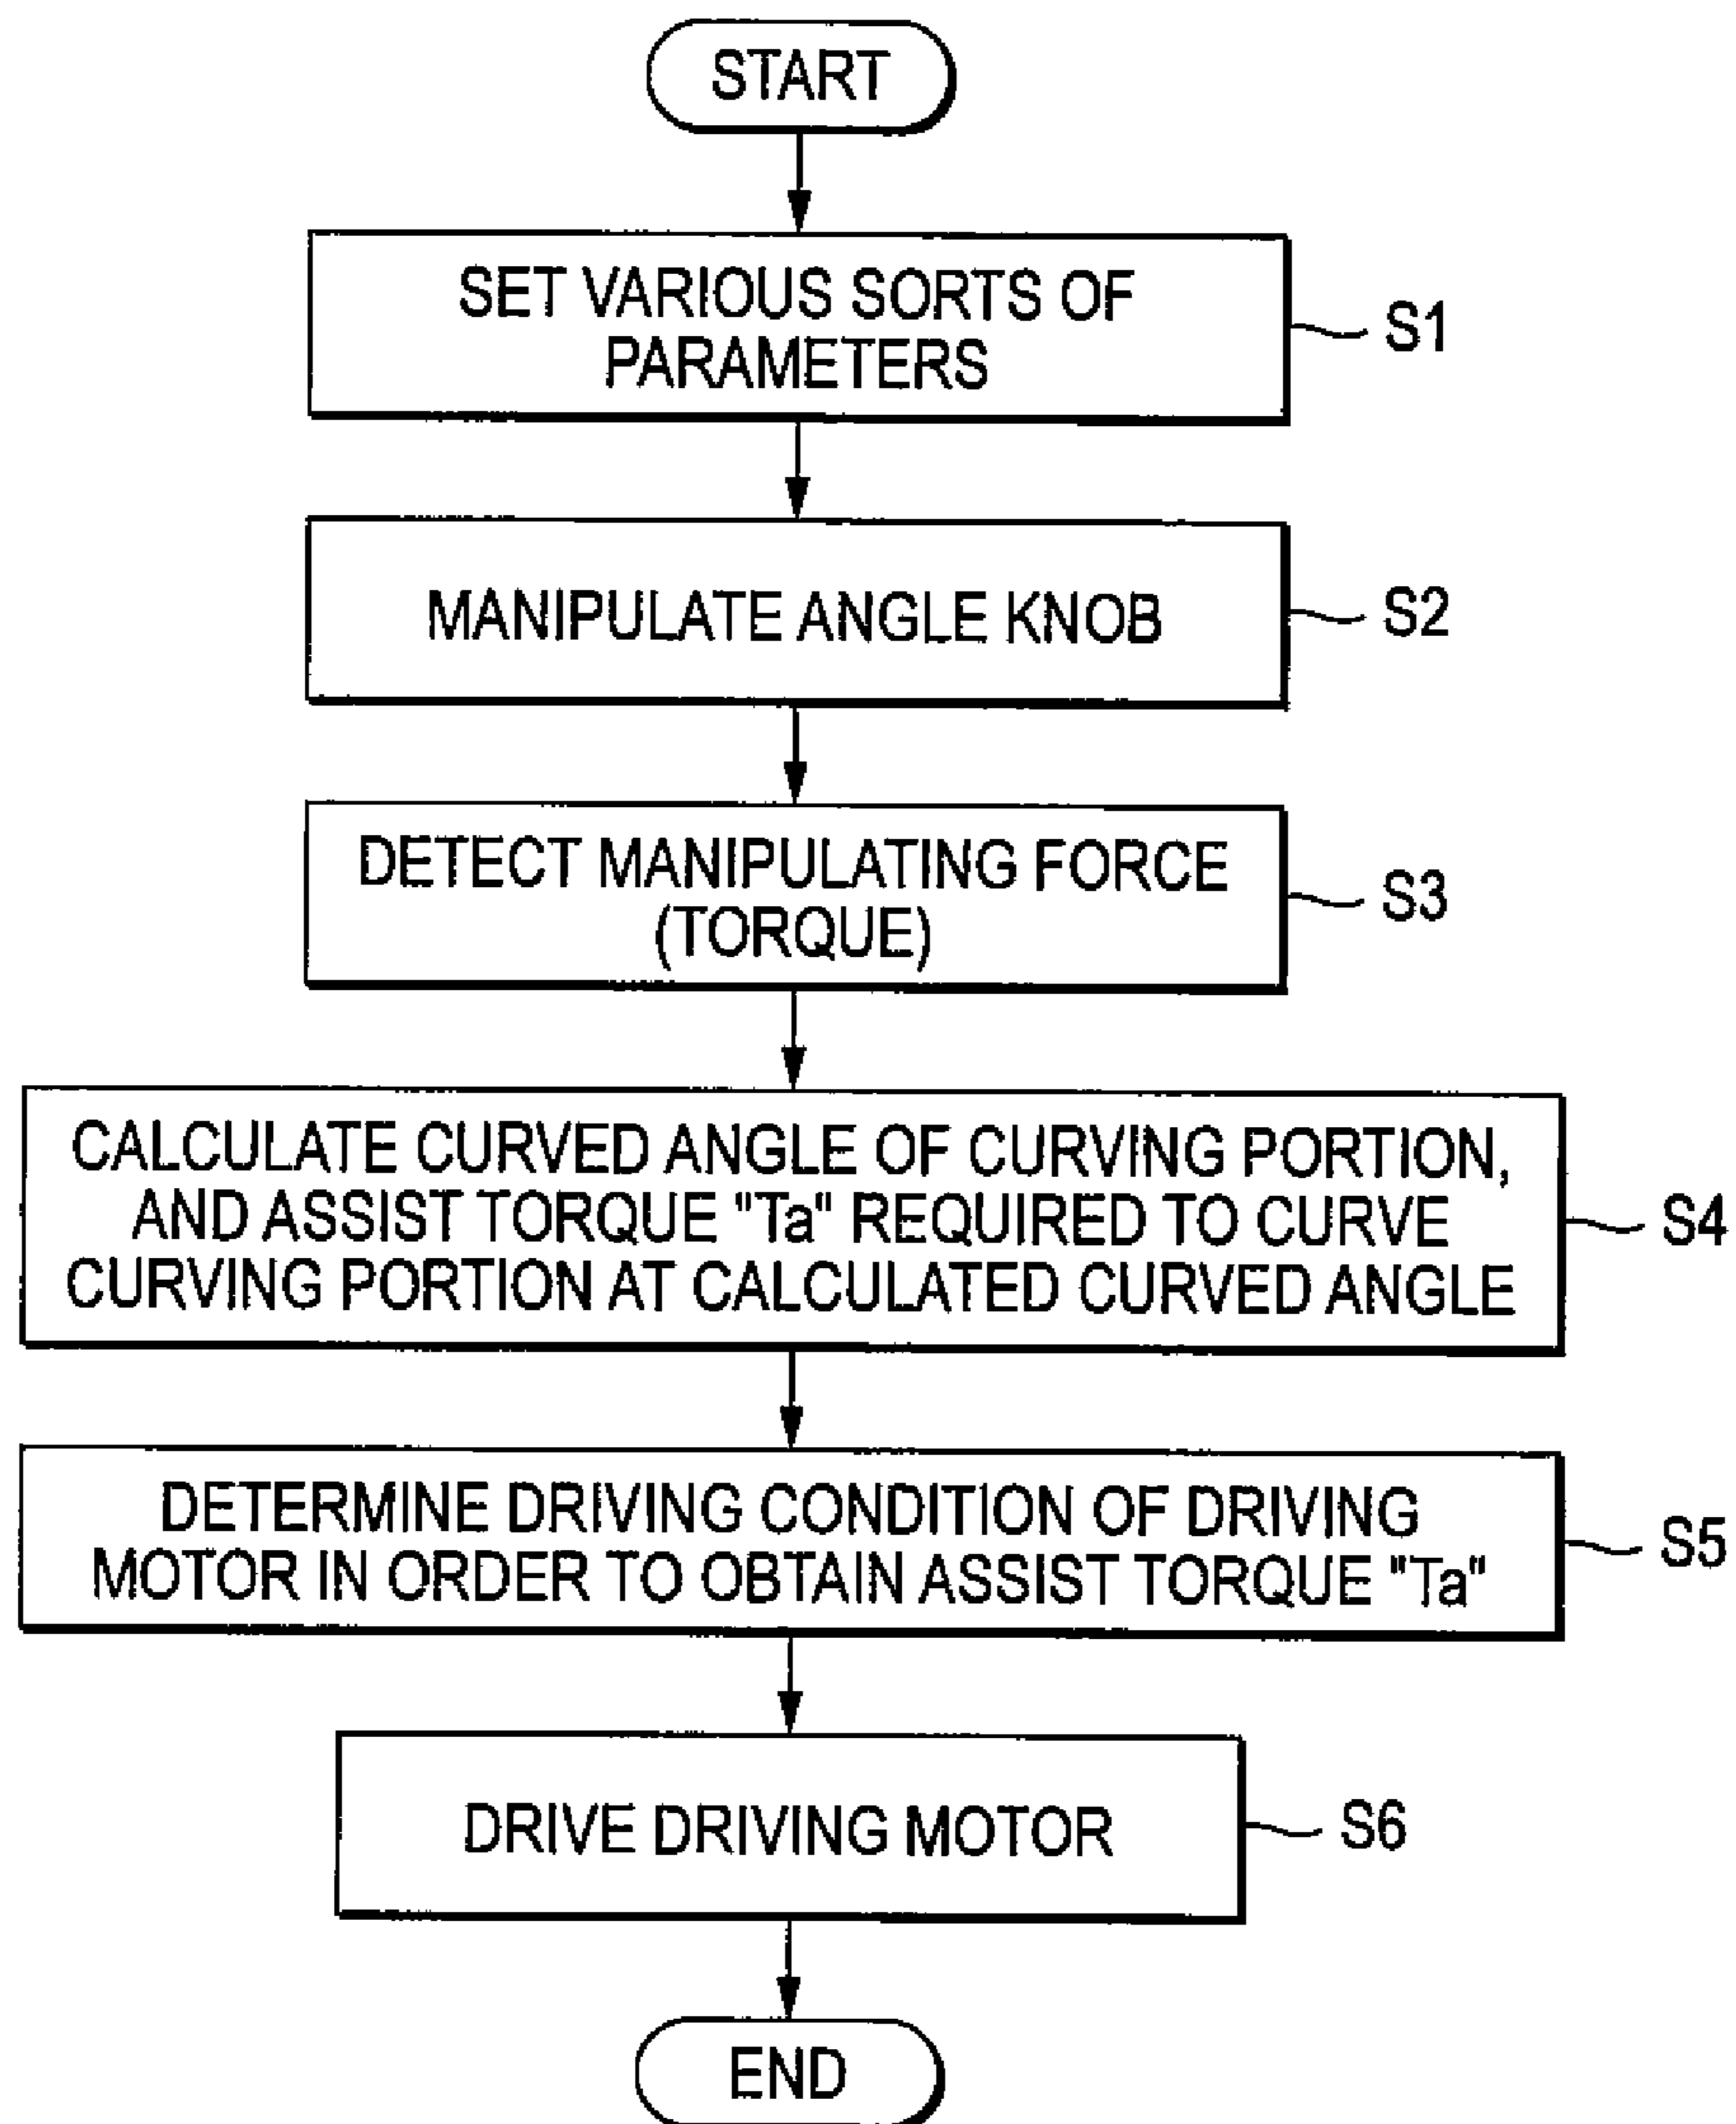 START
SET VARIOUS SORTS OF
PARAMETERS
S1
MANIPULATE ANGLE KNOB
S2
DETECT MANIPULATING FORCE
(TORQUE)
S3
CALCULATE CURVED ANGLE OF CURVING PORTION,
AND ASSIST TORQUE "Ta" REQUIRED TO CURVE
CURVING PORTION AT CALCULATED CURVED ANGLE
S4
DETERMINE DRIVING CONDITION OF DRIVING
MOTOR IN ORDER TO OBTAIN ASSIST TORQUE "Ta"
S5
DRIVE DRIVING MOTOR
S6
END